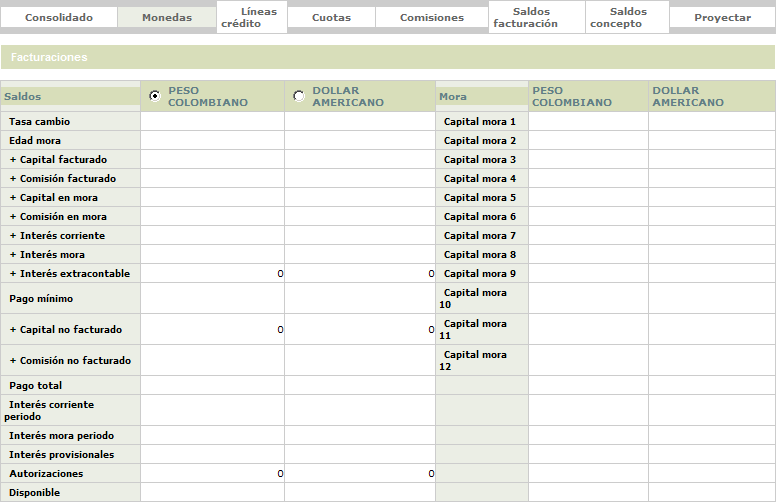 Consolidado Monedas Líneas crédito Cuotas Comisiones Saldos facturación Saldos concepto Proyectar
Facturaciones
Saldos PESO COLOMBIANO DOLLAR AMERICANO Mora PESO COLOMBIANO DOLLAR AMERICANO
Tasa cambio Capital mora 1
Edad mora Capital mora 2
+ Capital facturado Capital mora 3
+ Comisión facturado Capital mora 4
+ Capital en mora Capital mora 5
+ Comisión en mora Capital mora 6
+ Interés corriente Capital mora 7
+ Interés mora Capital mora 8
+ Interés extracontable 0 0 Capital mora 9
Pago mínimo Capital mora 10
+ Capital no facturado 0 0 Capital mora 11
+ Comisión no facturado Capital mora 12
Pago total
Interés corriente periodo
Interés mora periodo
Interés provisionales
Autorizaciones 0 0
Disponible